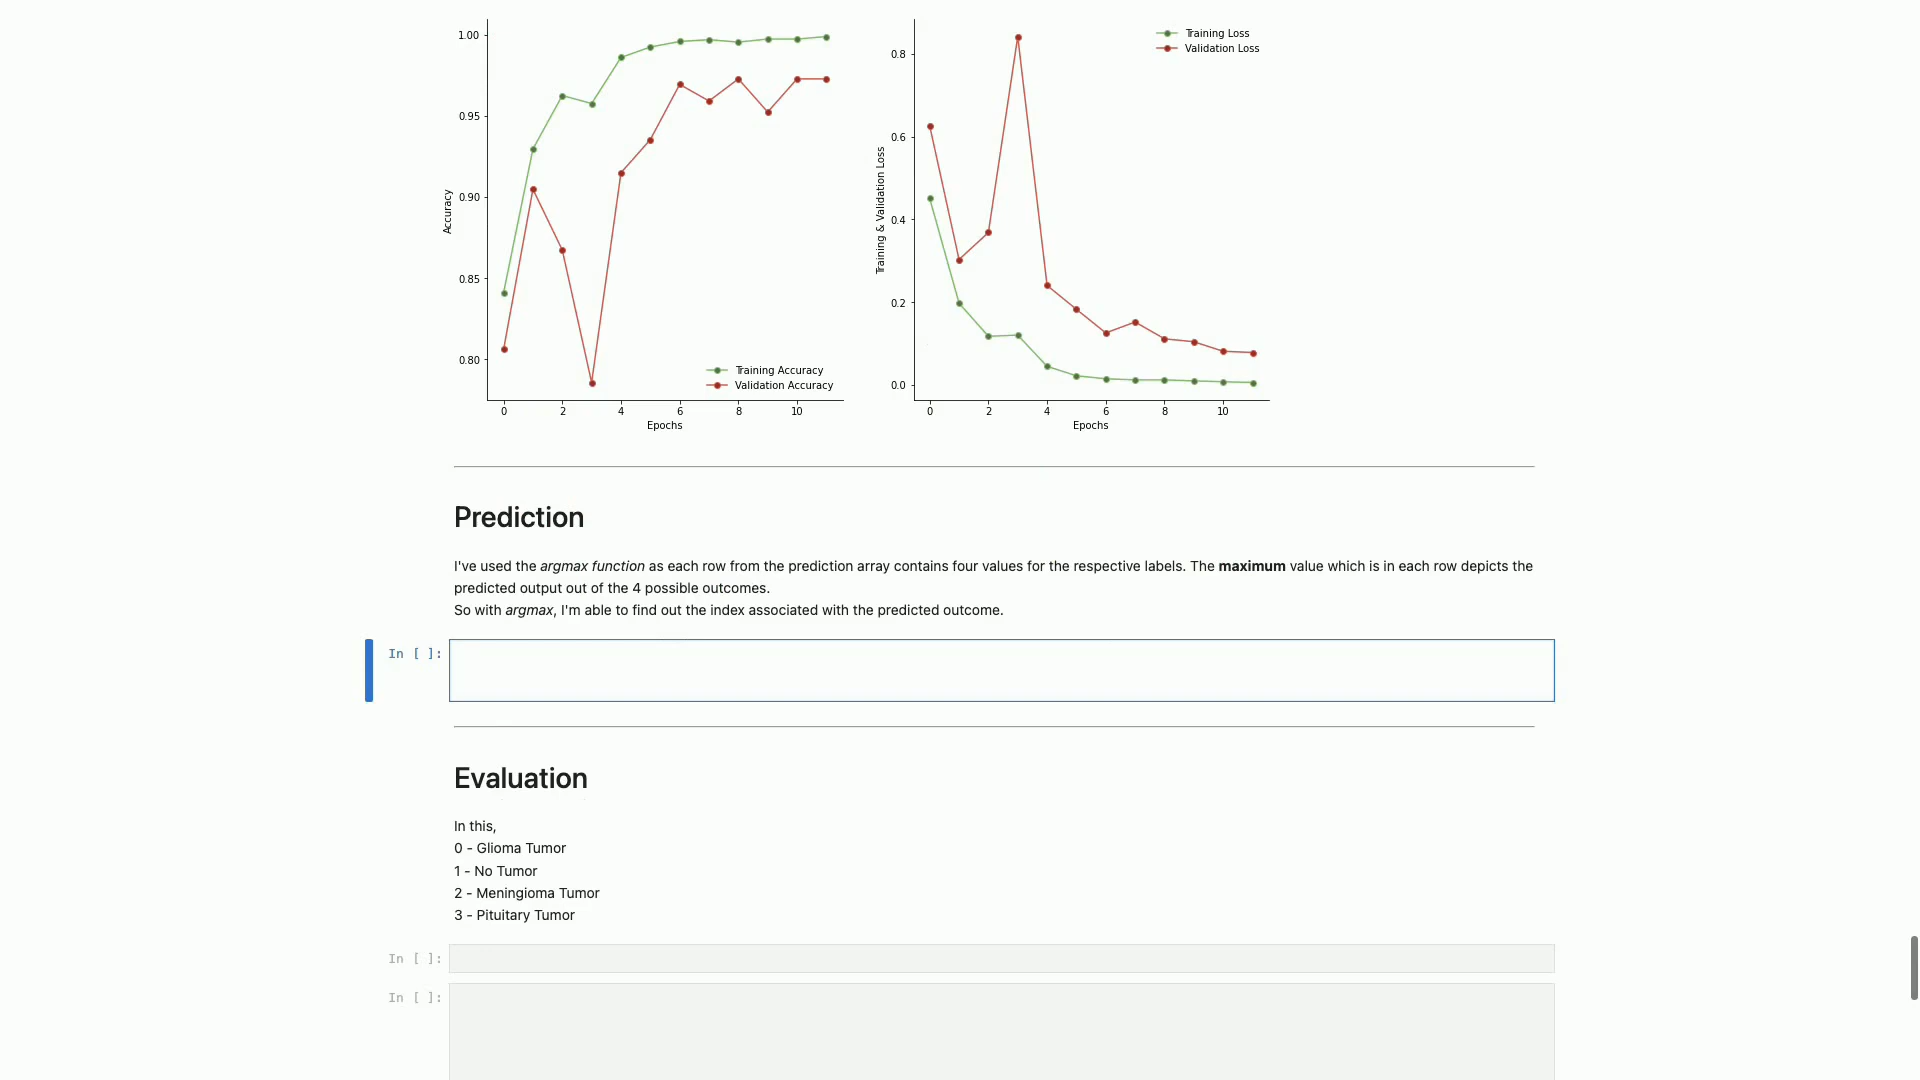 1.00
0.95
0.90
0.85
0.80
Accuracy
0 2 4 6 8 10
Epochs
Training Accuracy
Validation Accuracy
0.8
0.6
0.4
0.2
0.0
Training & Validation Loss
0 2 4 6 8 10
Epochs
Training Loss
Validation Loss
Prediction
I've used the argmax function as each row from the prediction array contains four values for the respective labels. The maximum value which is in each row depicts the
predicted output out of the 4 possible outcomes.
So with argmax, I'm able to find out the index associated with the predicted outcome.
In [ ]:
Evaluation
In this,
0 - Glioma Tumor
1 - No Tumor
2 - Meningioma Tumor
3 - Pituitary Tumor
In [ ]:
In [ ]: